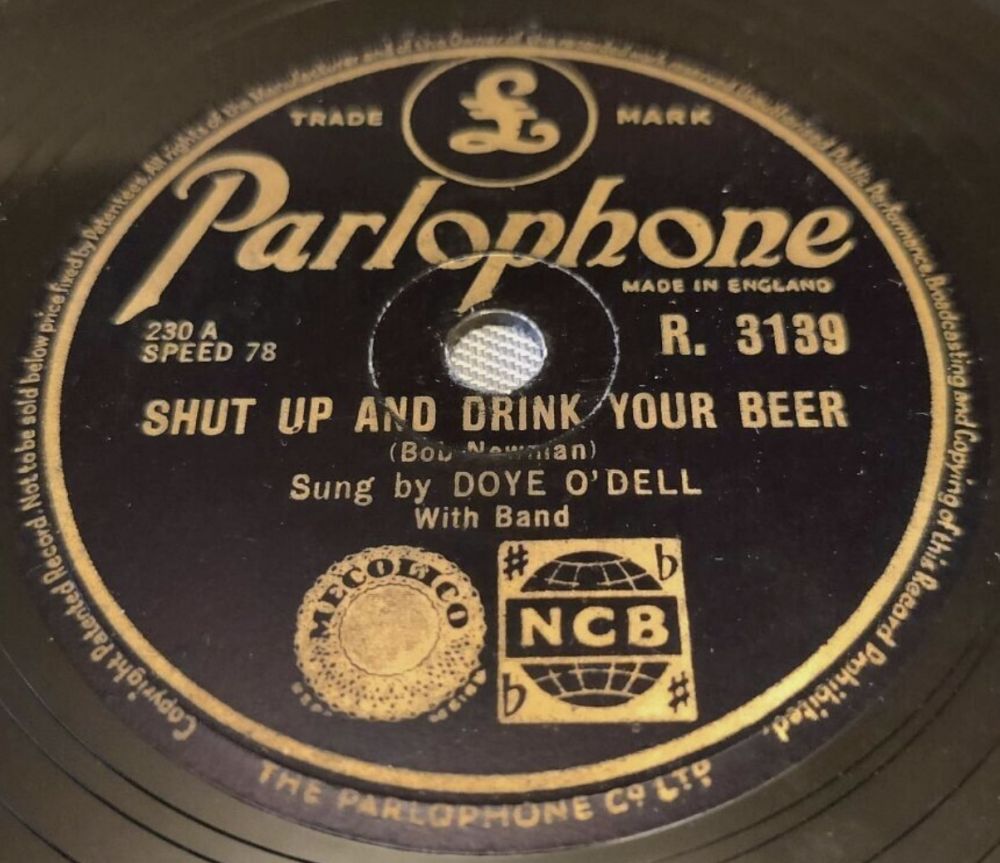 TRADE MARK
£
Parlophone
MADE IN ENGLAND
230 A
SPEED 78
R. 3139
SHUT UP AND DRINK YOUR BEER
(Bob Newman)
Sung by DOYE O'DELL
With Band
MECOLICO
NCB
Copyright Patented Record. Not to be sold below price fixed by Patentees. All rights of the Manufacturer and of the Owner of the recorded work reserved Unauthorised Public Performance, Broadcasting and Copying of this Record Prohibited.
THE PARLOPHONE Cº LTD